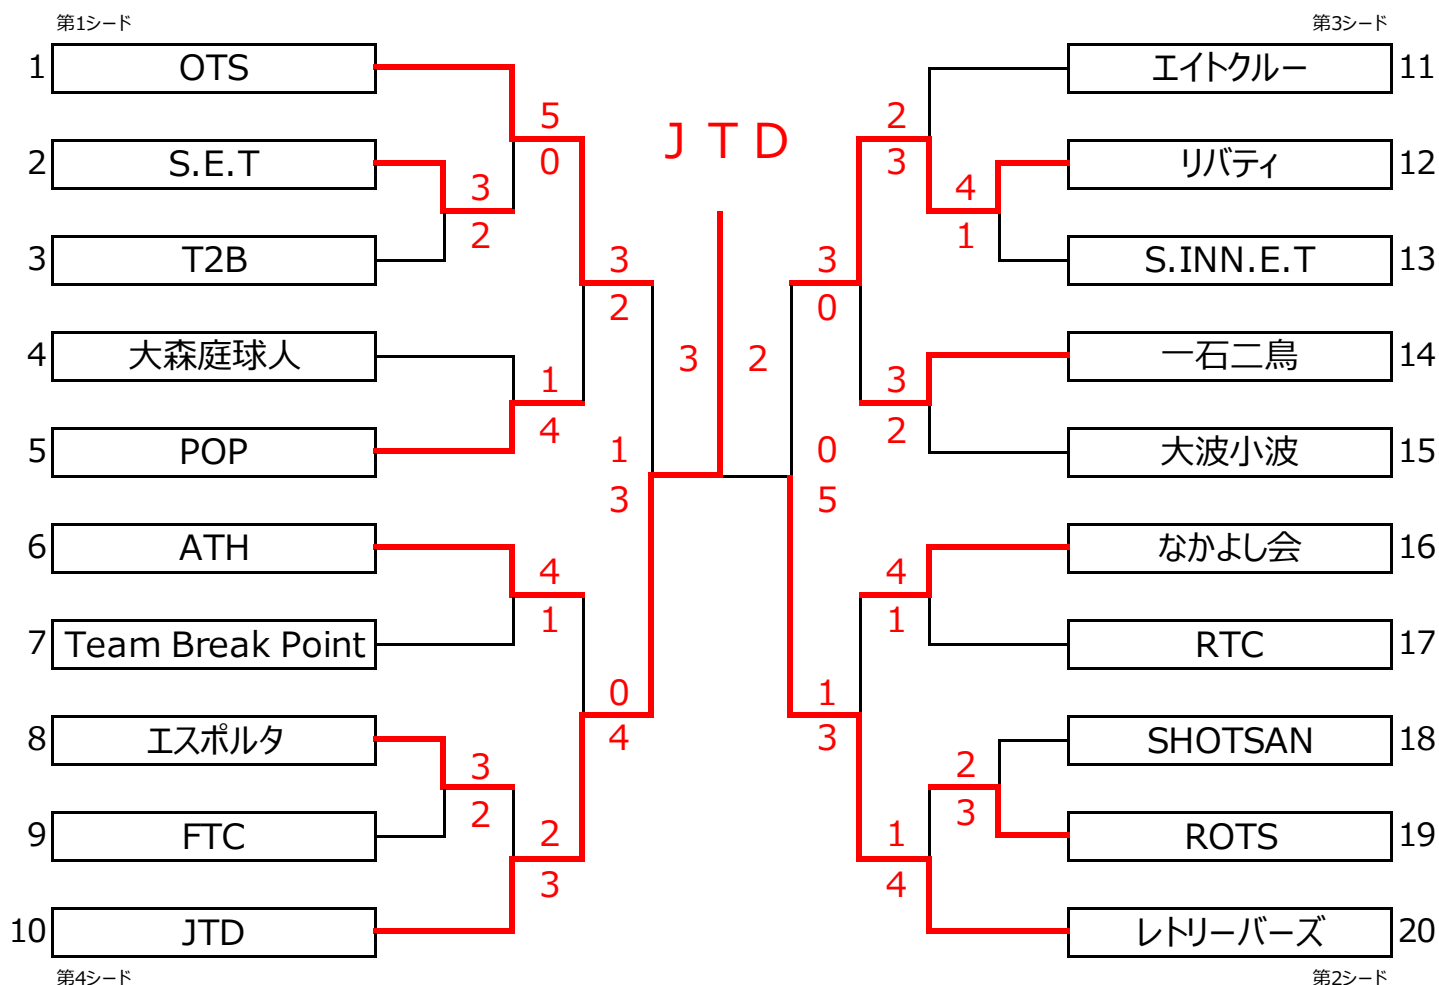 第1シード
第3シード
1 OTS
エイトクルー 11
5
2
JTD
2 S.E.T
0
3
リバティ 12
3
4
2
1
3 T2B
3
3
S.INN.E.T 13
2
0
4 大森庭球人
3
2
一石二鳥 14
1
3
4
2
5 POP
1
0
大波小波 15
3
5
6 ATH
なかよし会 16
4
4
1
1
7 Team Break Point
RTC 17
0
1
8 エスポルタ
4
3
SHOTSAN 18
3
2
2
3
9 FTC
2
1
ROTS 19
3
4
10 JTD
レトリーバーズ 20
第4シード
第2シード